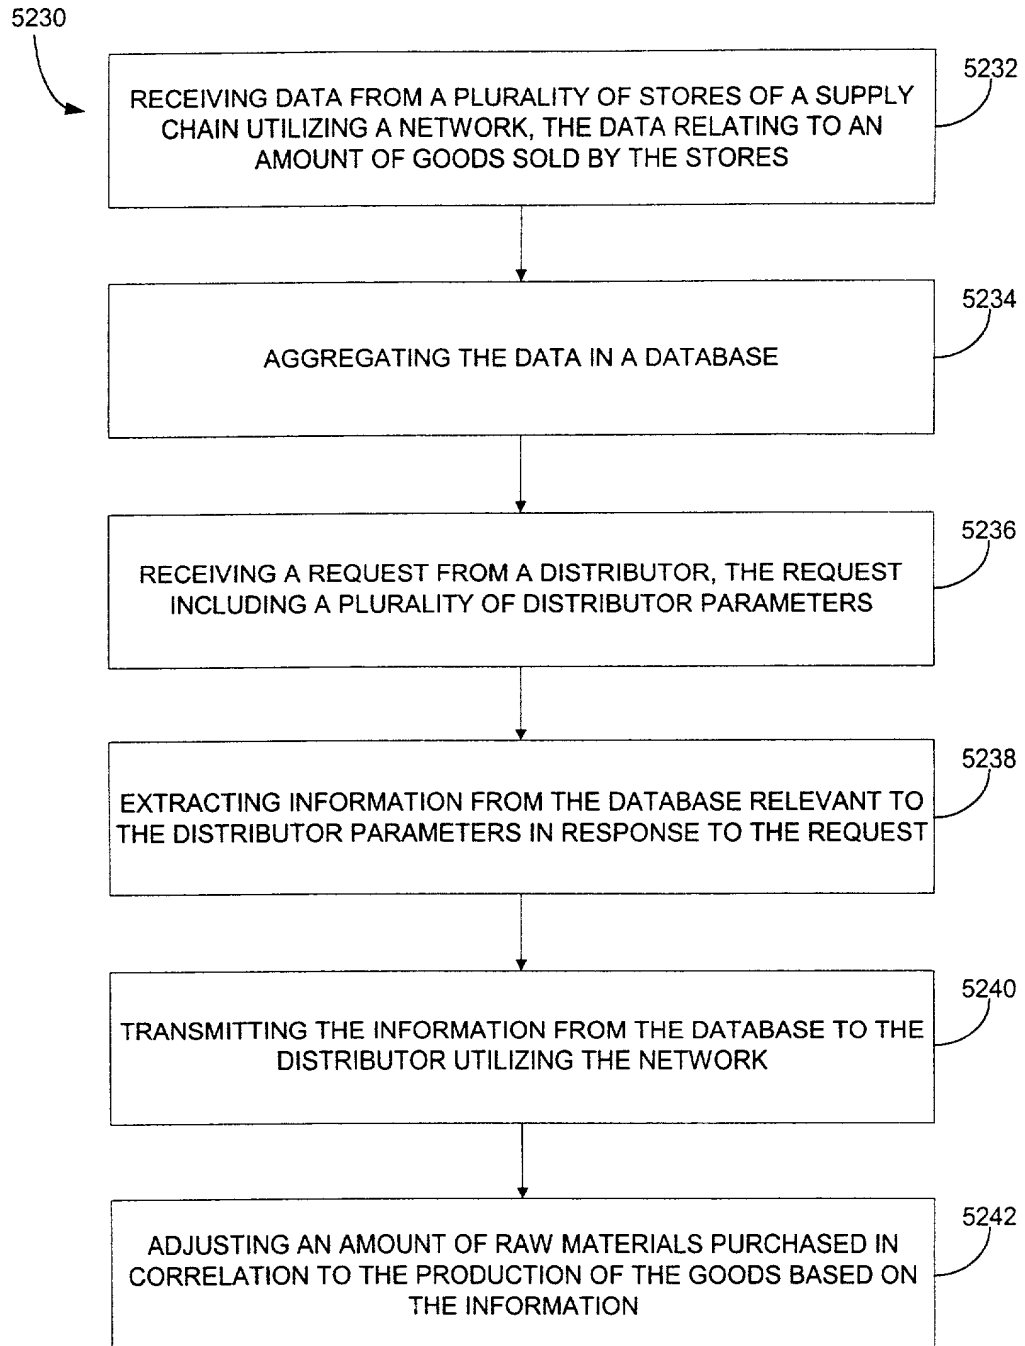 5230
5232
RECEIVING DATA FROM A PLURALITY OF STORES OF A SUPPLY
CHAIN UTILIZING A NETWORK, THE DATA RELATING TO AN
AMOUNT OF GOODS SOLD BY THE STORES
5234
AGGREGATING THE DATA IN A DATABASE
5236
RECEIVING A REQUEST FROM A DISTRIBUTOR, THE REQUEST
INCLUDING A PLURALITY OF DISTRIBUTOR PARAMETERS
5238
EXTRACTING INFORMATION FROM THE DATABASE RELEVANT TO
THE DISTRIBUTOR PARAMETERS IN RESPONSE TO THE REQUEST
5240
TRANSMITTING THE INFORMATION FROM THE DATABASE TO THE
DISTRIBUTOR UTILIZING THE NETWORK
5242
ADJUSTING AN AMOUNT OF RAW MATERIALS PURCHASED IN
CORRELATION TO THE PRODUCTION OF THE GOODS BASED ON
THE INFORMATION